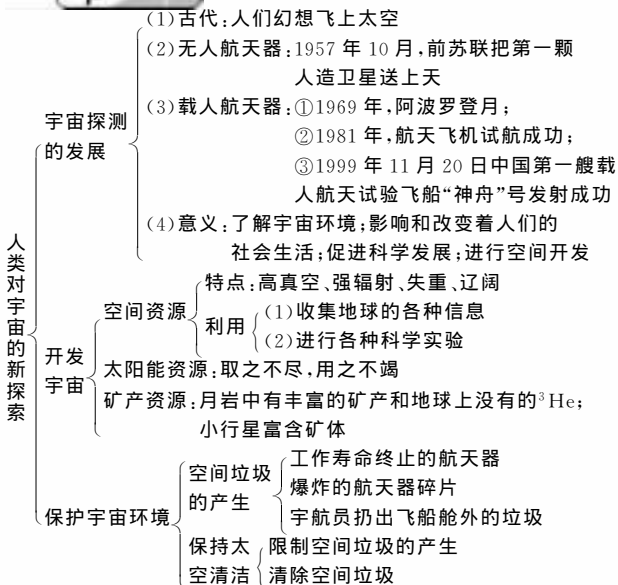 (1)古代:人们幻想飞上太空
(2)无人航天器:1957 年 10 月,前苏联把第一颗
人造卫星送上天
宇宙探测
的发展
(3)载人航天器:①1969 年,阿波罗登月;
②1981 年,航天飞机试航成功;
③1999 年 11 月 20 日中国第一艘载
人航天试验飞船“神舟”号发射成功
(4)意义:了解宇宙环境;影响和改变着人们的
社会生活;促进科学发展;进行空间开发
人类对宇宙的新探索
开发
宇宙
空间资源
特点:高真空、强辐射、失重、辽阔
利用
(1)收集地球的各种信息
(2)进行各种科学实验
太阳能资源:取之不尽,用之不竭
矿产资源:月岩中有丰富的矿产和地球上没有的³He;
小行星富含矿体
保护宇宙环境
空间垃圾
的产生
工作寿命终止的航天器
爆炸的航天器碎片
宇航员扔出飞船舱外的垃圾
保持太
空清洁
限制空间垃圾的产生
清除空间垃圾